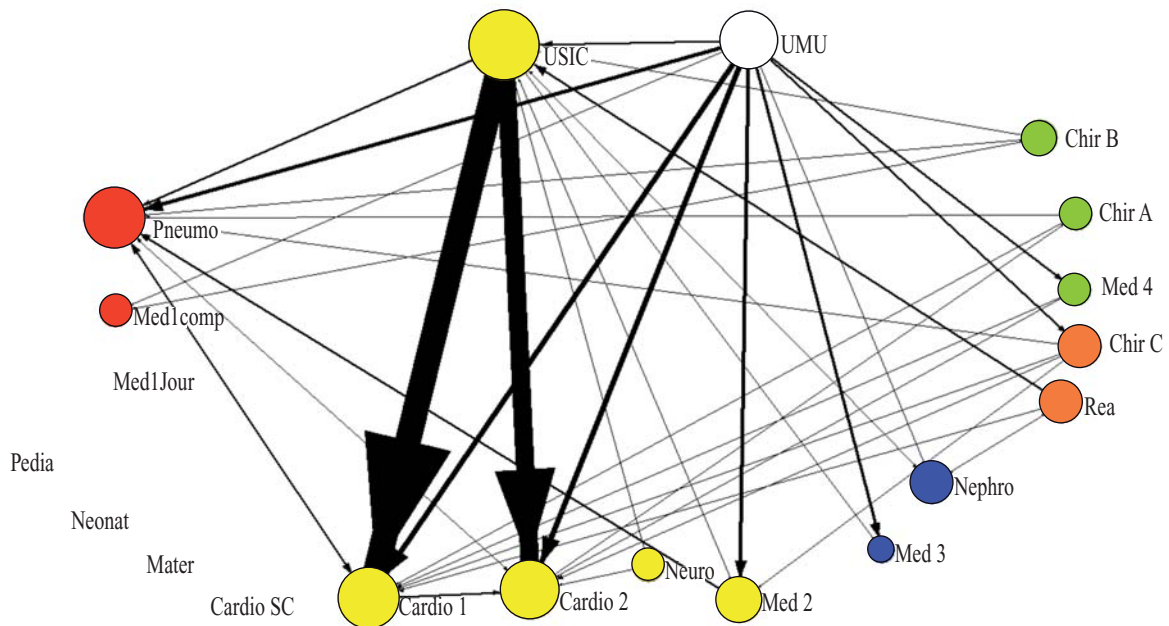 USIC
UMU
Chir B
Chir A
Pneumo
Med 4
Med1comp
Chir C
Med1Jour
Rea
Pedia
Nephro
Neonat
Med 3
Mater
Neuro
Cardio SC
Cardio 1
Cardio 2
Med 2